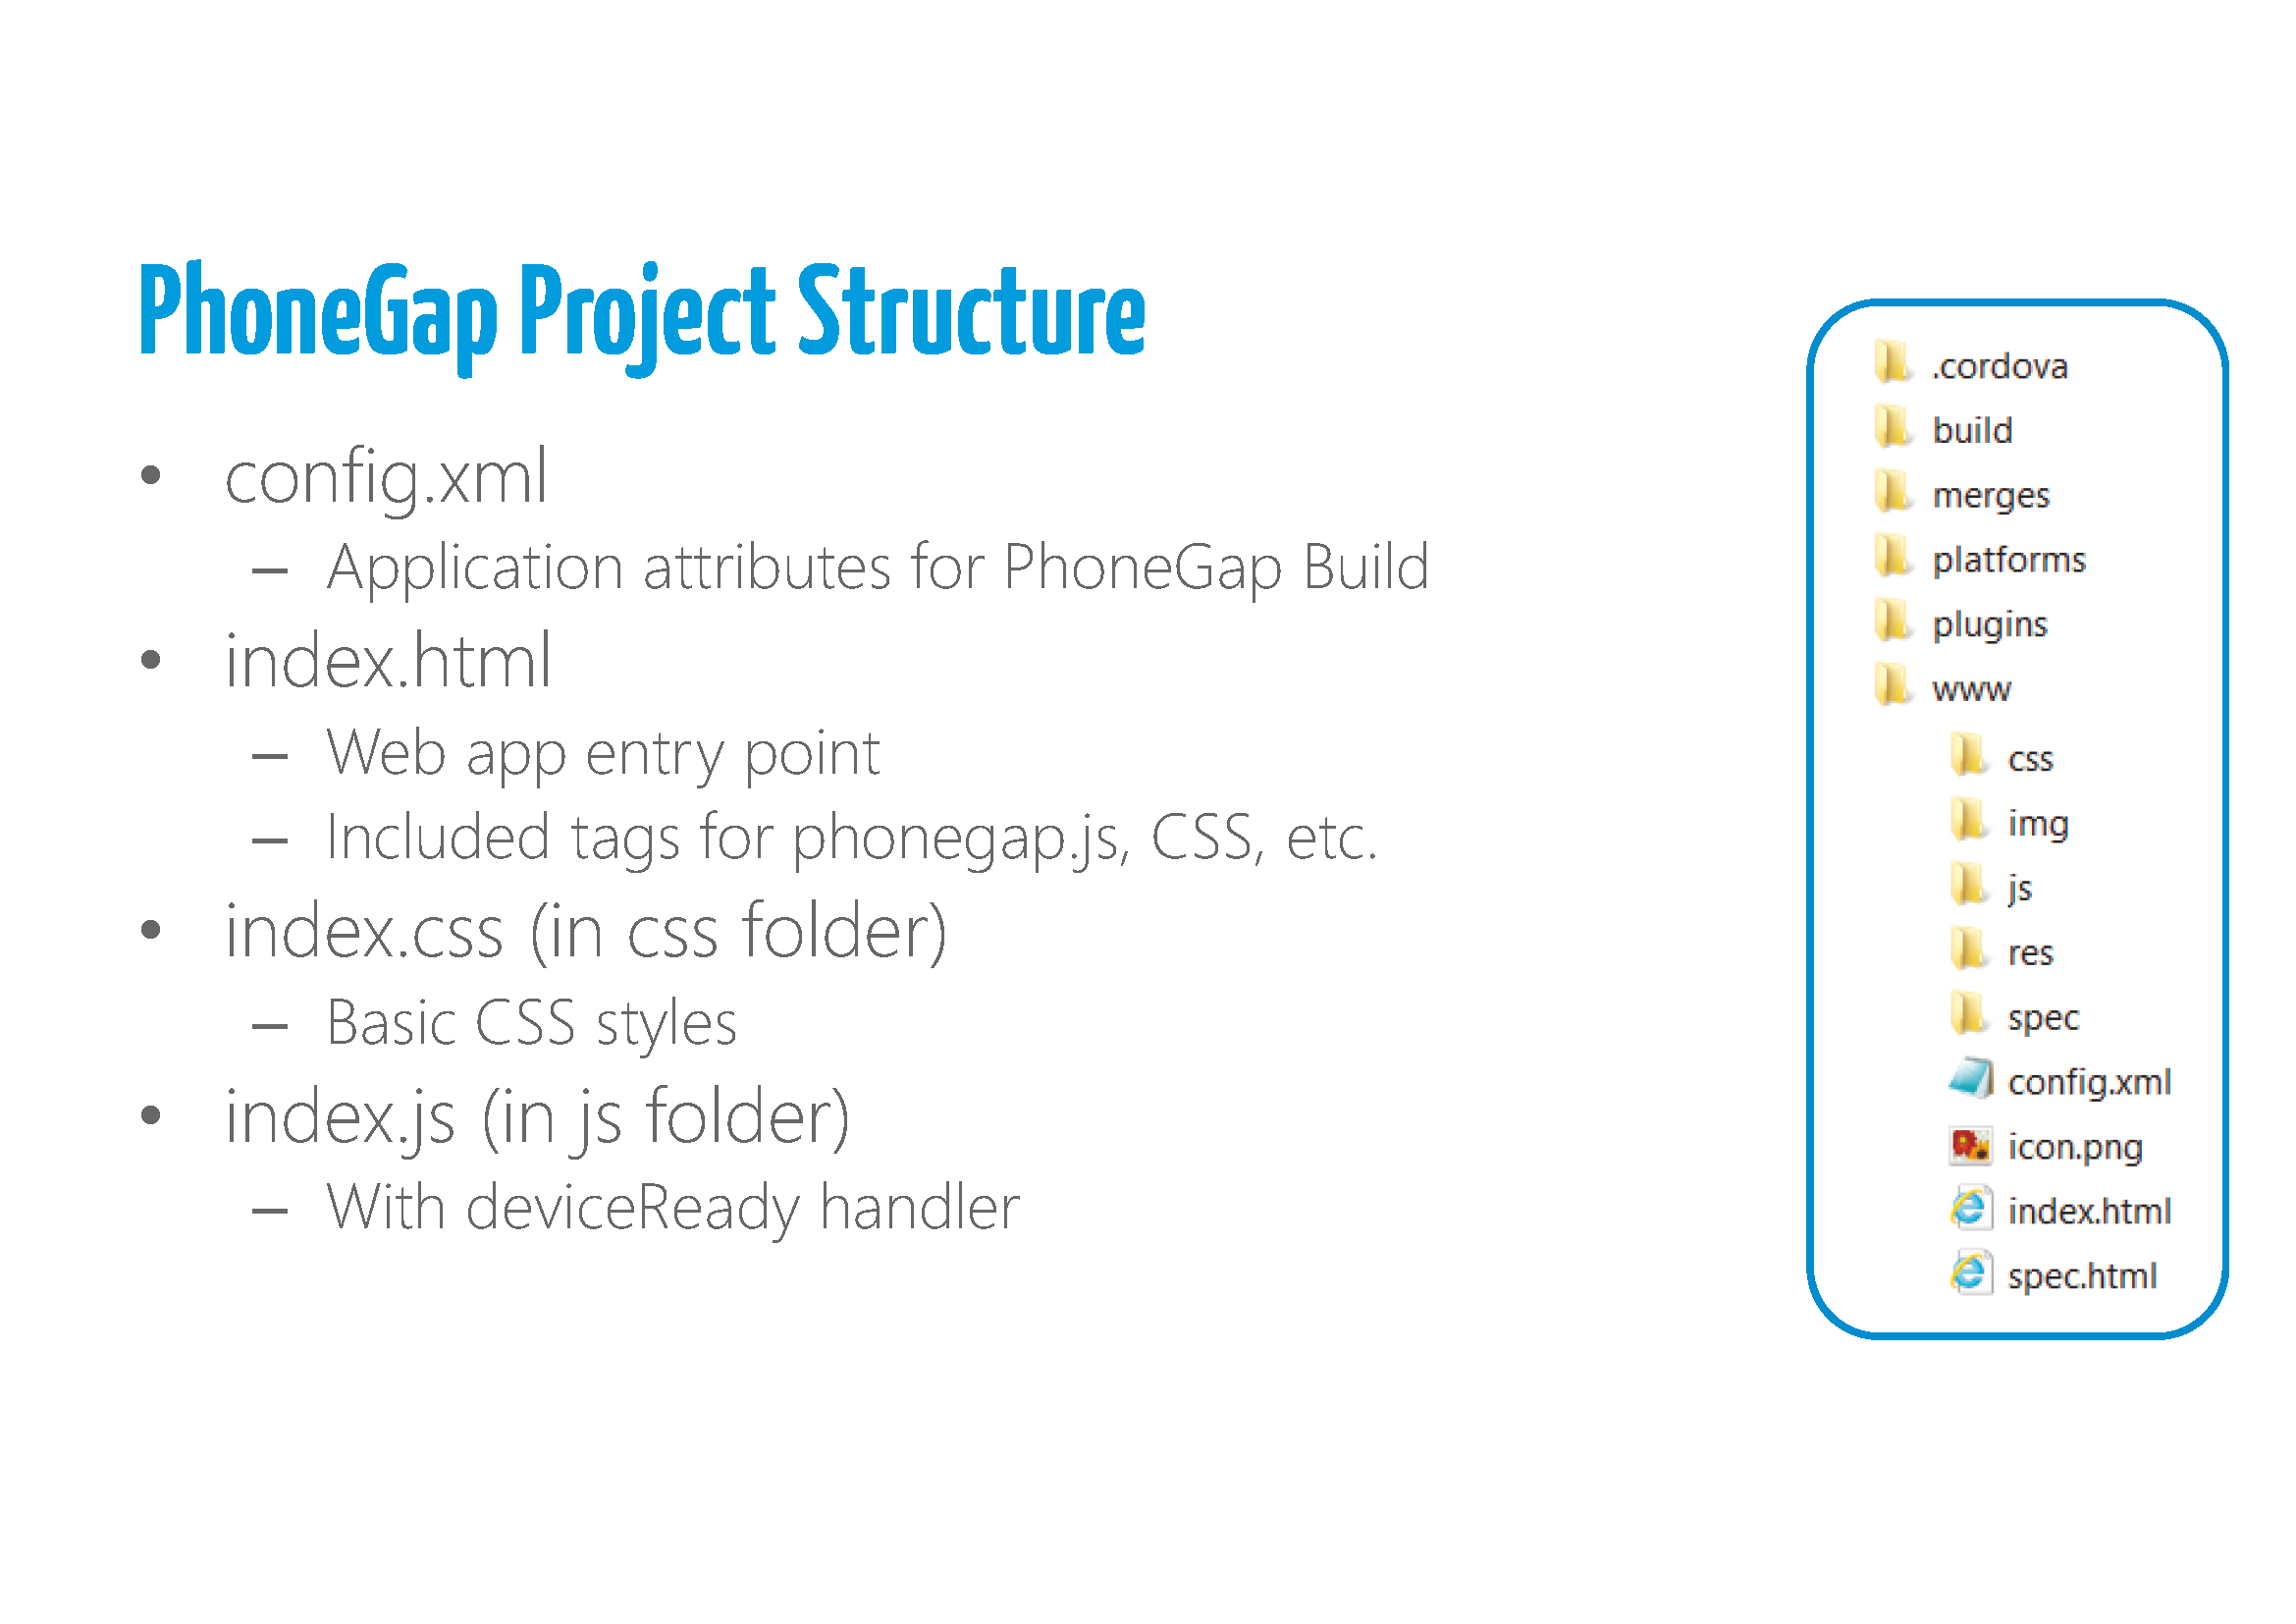 PhoneGap Project Structure
• config.xml
– Application attributes for PhoneGap Build
• index.html
– Web app entry point
– Included tags for phonegap.js, CSS, etc.
• index.css (in css folder)
– Basic CSS styles
• index.js (in js folder)
– With deviceReady handler
.cordova
build
merges
platforms
plugins
www
css
img
js
res
spec
config.xml
icon.png
index.html
spec.html